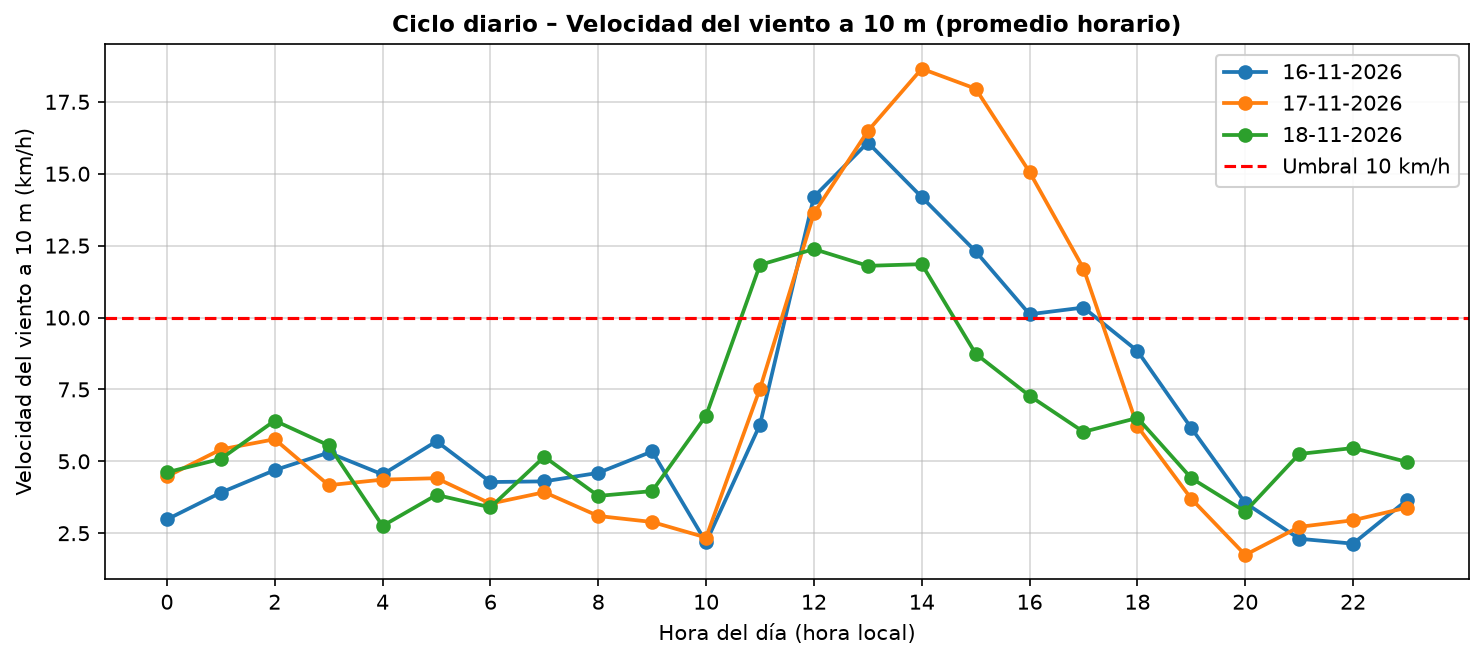 Ciclo diario – Velocidad del viento a 10 m (promedio horario)
Velocidad del viento a 10 m (km/h)
17.5
15.0
12.5
10.0
7.5
5.0
2.5
16-11-2026
17-11-2026
18-11-2026
Umbral 10 km/h
0 2 4 6 8 10 12 14 16 18 20 22
Hora del día (hora local)